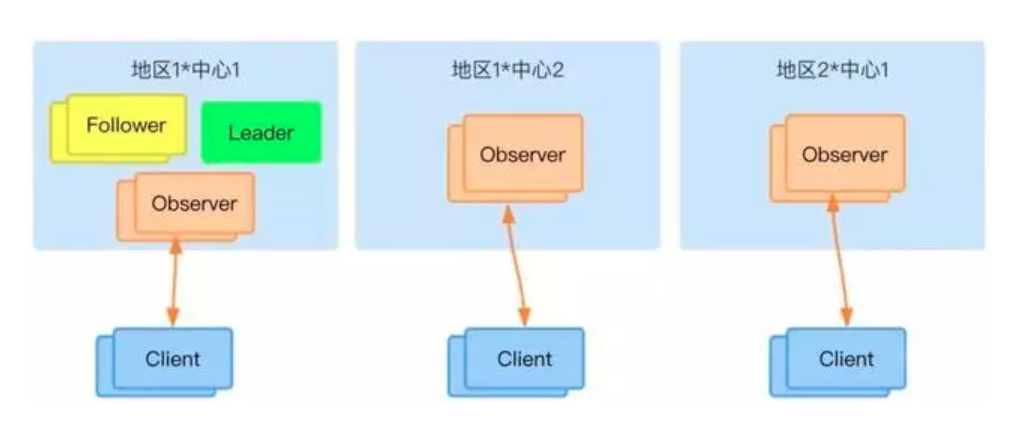 地区1*中心1
地区1*中心2
地区2*中心1
Follower
Leader
Observer
Observer
Observer
Client
Client
Client